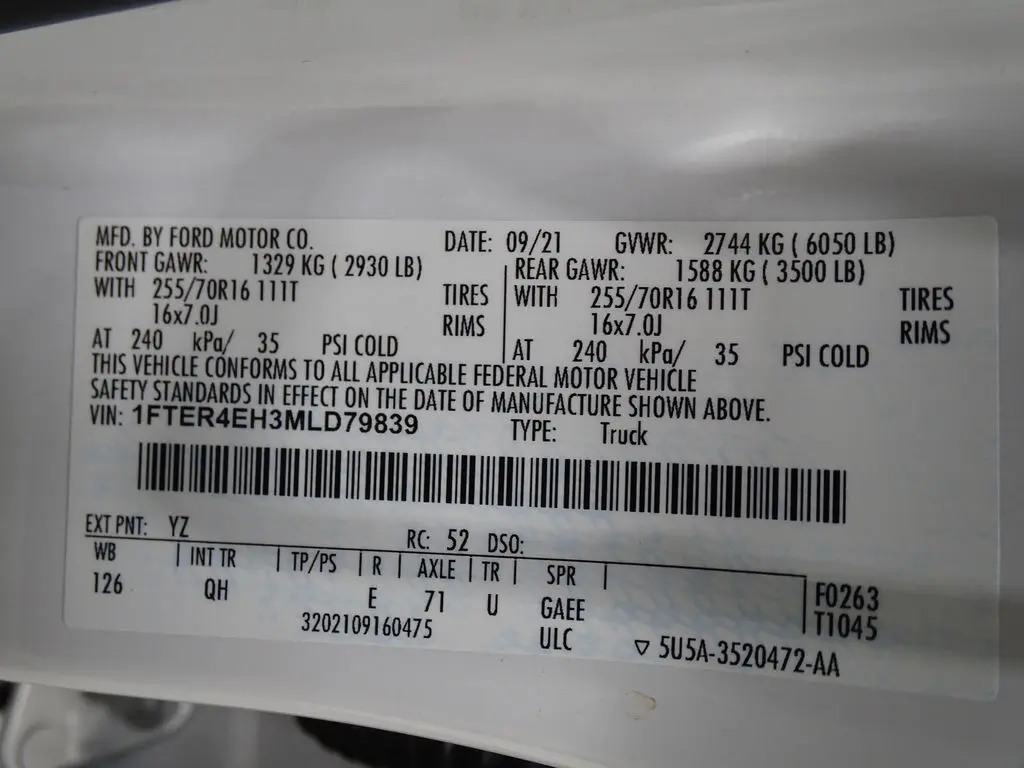 MFD. BY FORD MOTOR CO. DATE: 09/21 GVWR: 2744 KG ( 6050 LB)
FRONT GAWR: 1329 KG ( 2930 LB) REAR GAWR: 1588 KG ( 3500 LB)
WITH 255/70R16 111T TIRES WITH 255/70R16 111T TIRES
16x7.0J RIMS 16x7.0J RIMS
AT 240 kPa/ 35 PSI COLD AT 240 kPa/ 35 PSI COLD
THIS VEHICLE CONFORMS TO ALL APPLICABLE FEDERAL MOTOR VEHICLE
SAFETY STANDARDS IN EFFECT ON THE DATE OF MANUFACTURE SHOWN ABOVE.
VIN: 1FTER4EH3MLD79839 TYPE: Truck
EXT PNT: YZ RC: 52 DSO:
WB | INT TR | TP/PS | R | AXLE | TR | SPR |
126 QH E 71 U GAEE F0263
3202109160475 ULC T1045
▽ 5U5A-3520472-AA